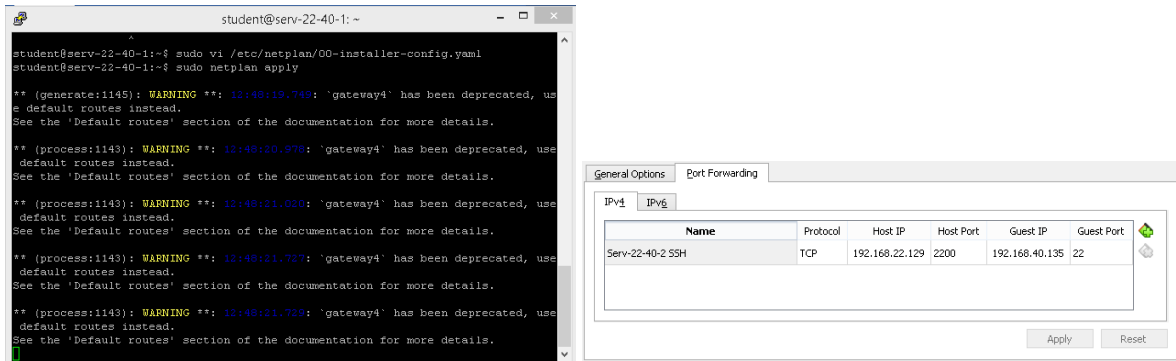 student@serv-22-40-1: ~
student@serv-22-40-1:~$ sudo vi /etc/netplan/00-installer-config.yaml
student@serv-22-40-1:~$ sudo netplan apply
** (generate:1145): WARNING **: : `gateway4` has been deprecated, us
e default routes instead.
See the 'Default routes' section of the documentation for more details.
** (process:1143): WARNING **: : `gateway4` has been deprecated, use
default routes instead.
See the 'Default routes' section of the documentation for more details.
** (process:1143): WARNING **: : `gateway4` has been deprecated, use
default routes instead.
See the 'Default routes' section of the documentation for more details.
** (process:1143): WARNING **: : `gateway4` has been deprecated, use
default routes instead.
See the 'Default routes' section of the documentation for more details.
** (process:1143): WARNING **: : `gateway4` has been deprecated, use
default routes instead.
See the 'Default routes' section of the documentation for more details.
General Options Port Forwarding
IPv4 IPv6
Name Protocol Host IP Host Port Guest IP Guest Port
Serv-22-40-2 SSH TCP 192.168.22.129 2200 192.168.40.135 22
Apply Reset